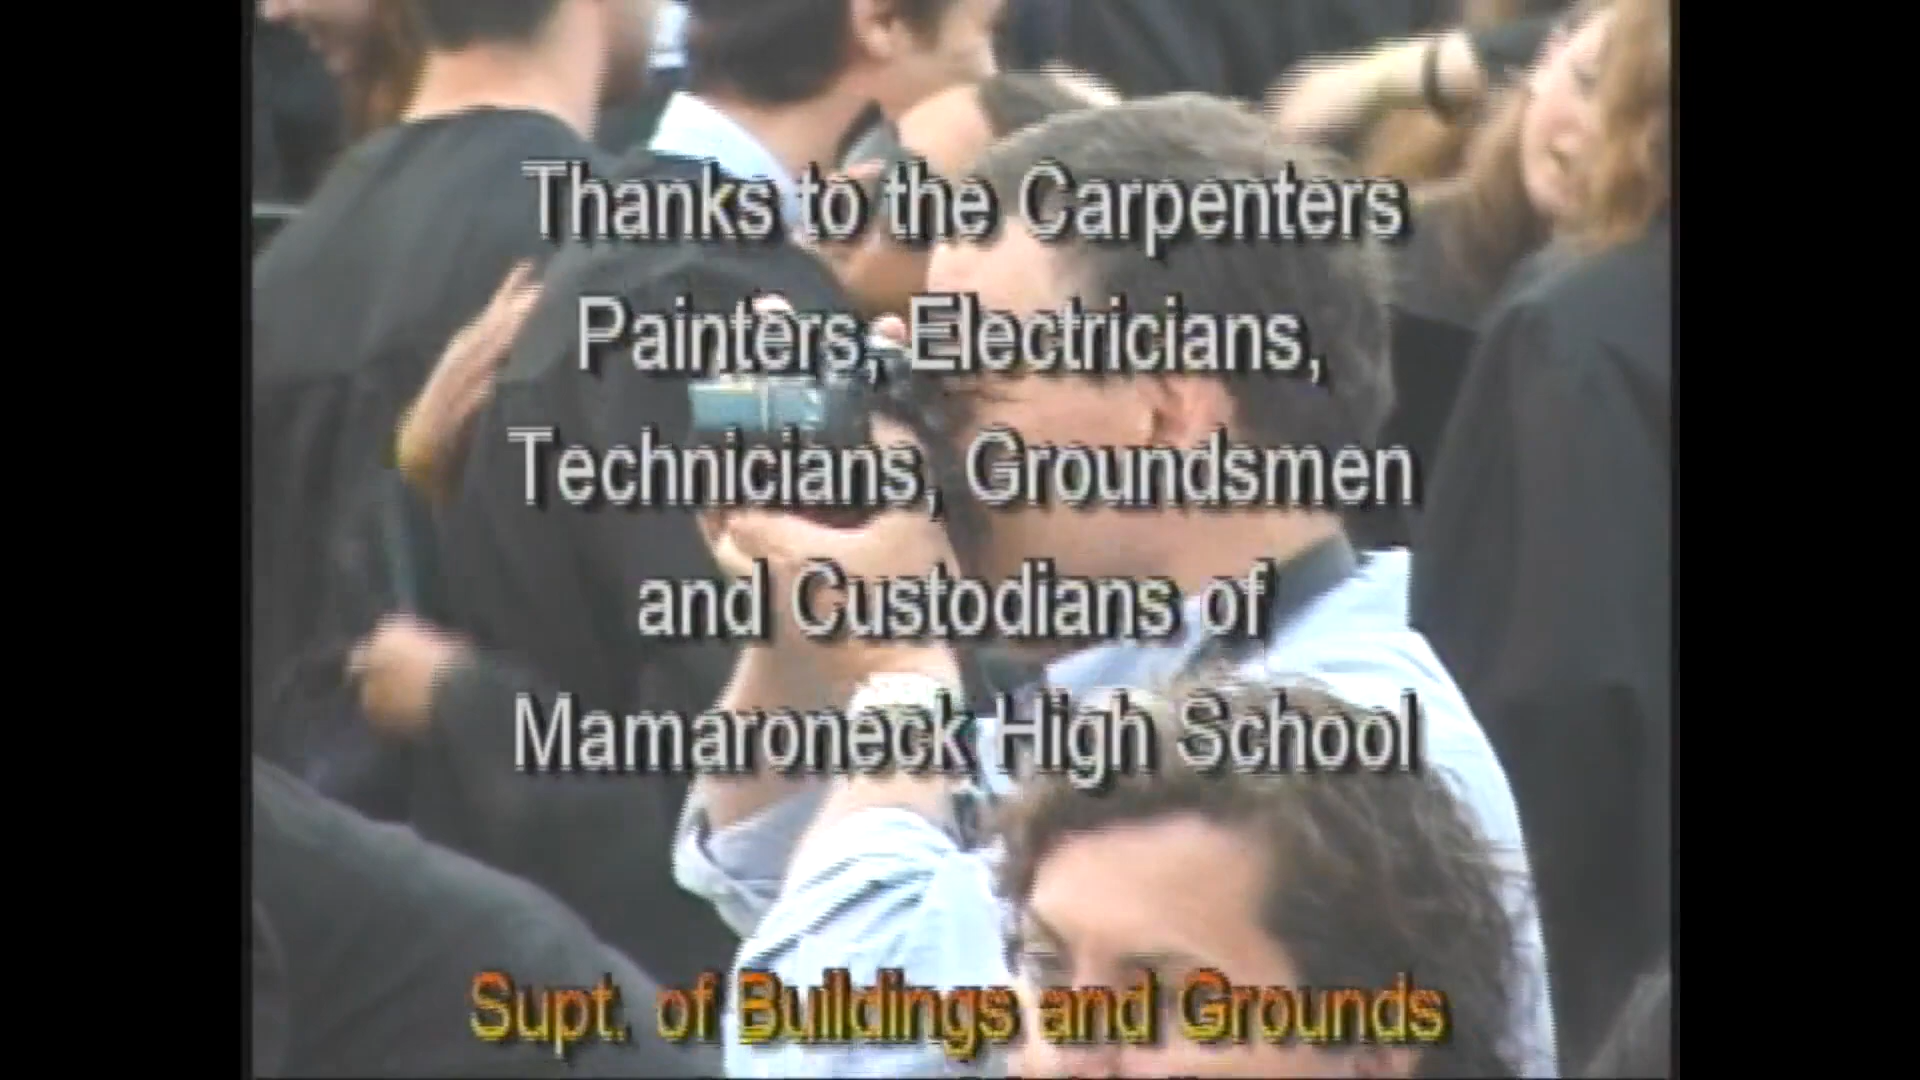 Thanks to the Carpenters
Painters, Electricians,
Technicians, Groundsmen
and Custodians of
Mamaroneck High School
Supt. of Buildings and Grounds